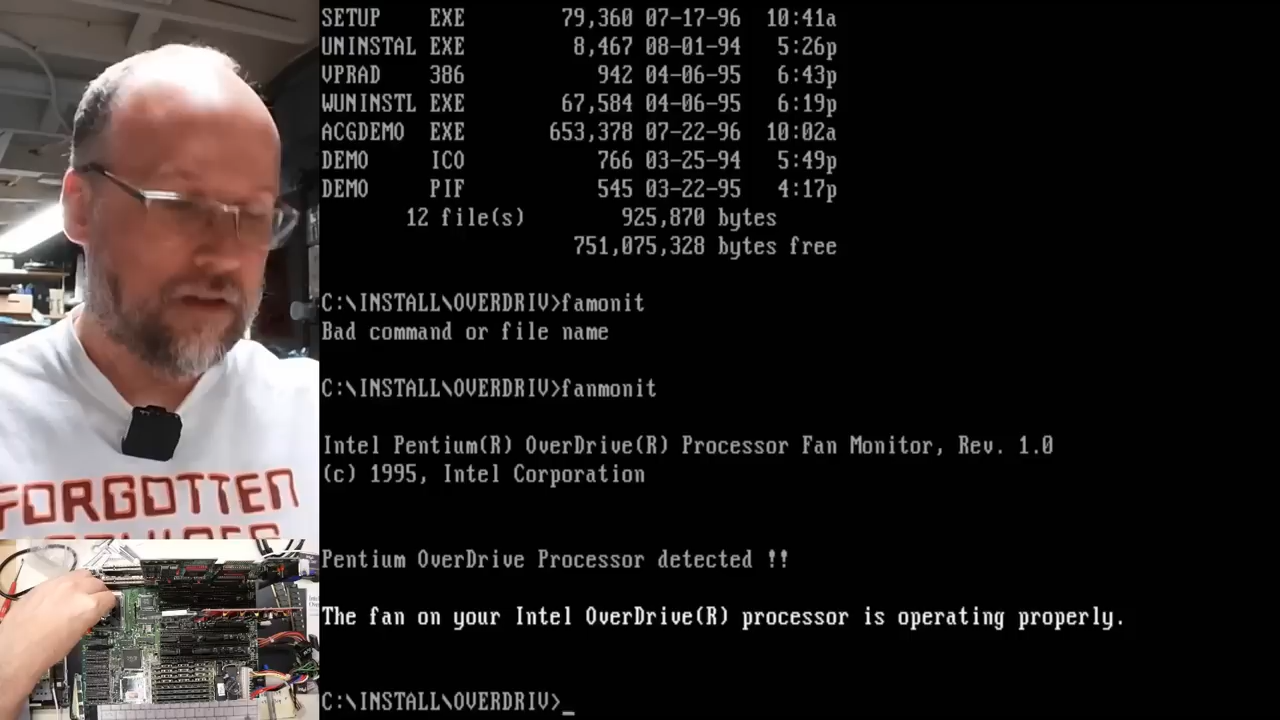 SETUP EXE 79,360 07-17-96 10:41a
UNINSTAL EXE 8,467 08-01-94 5:26p
VPRAD 386 942 04-06-95 6:43p
WUNINSTL EXE 67,584 04-06-95 6:19p
ACGDEMO EXE 653,378 07-22-96 10:02a
DEMO ICO 766 03-25-94 5:49p
DEMO PIF 545 03-22-95 4:17p
12 file(s) 925,870 bytes
751,075,328 bytes free
C:\INSTALL\OVERDRIV>famonit
Bad command or file name
C:\INSTALL\OVERDRIV>fanmonit
Intel Pentium(R) OverDrive(R) Processor Fan Monitor, Rev. 1.0
(c) 1995, Intel Corporation
Pentium OverDrive Processor detected !!
The fan on your Intel OverDrive(R) processor is operating properly.
C:\INSTALL\OVERDRIV>_
FORGOTTEN